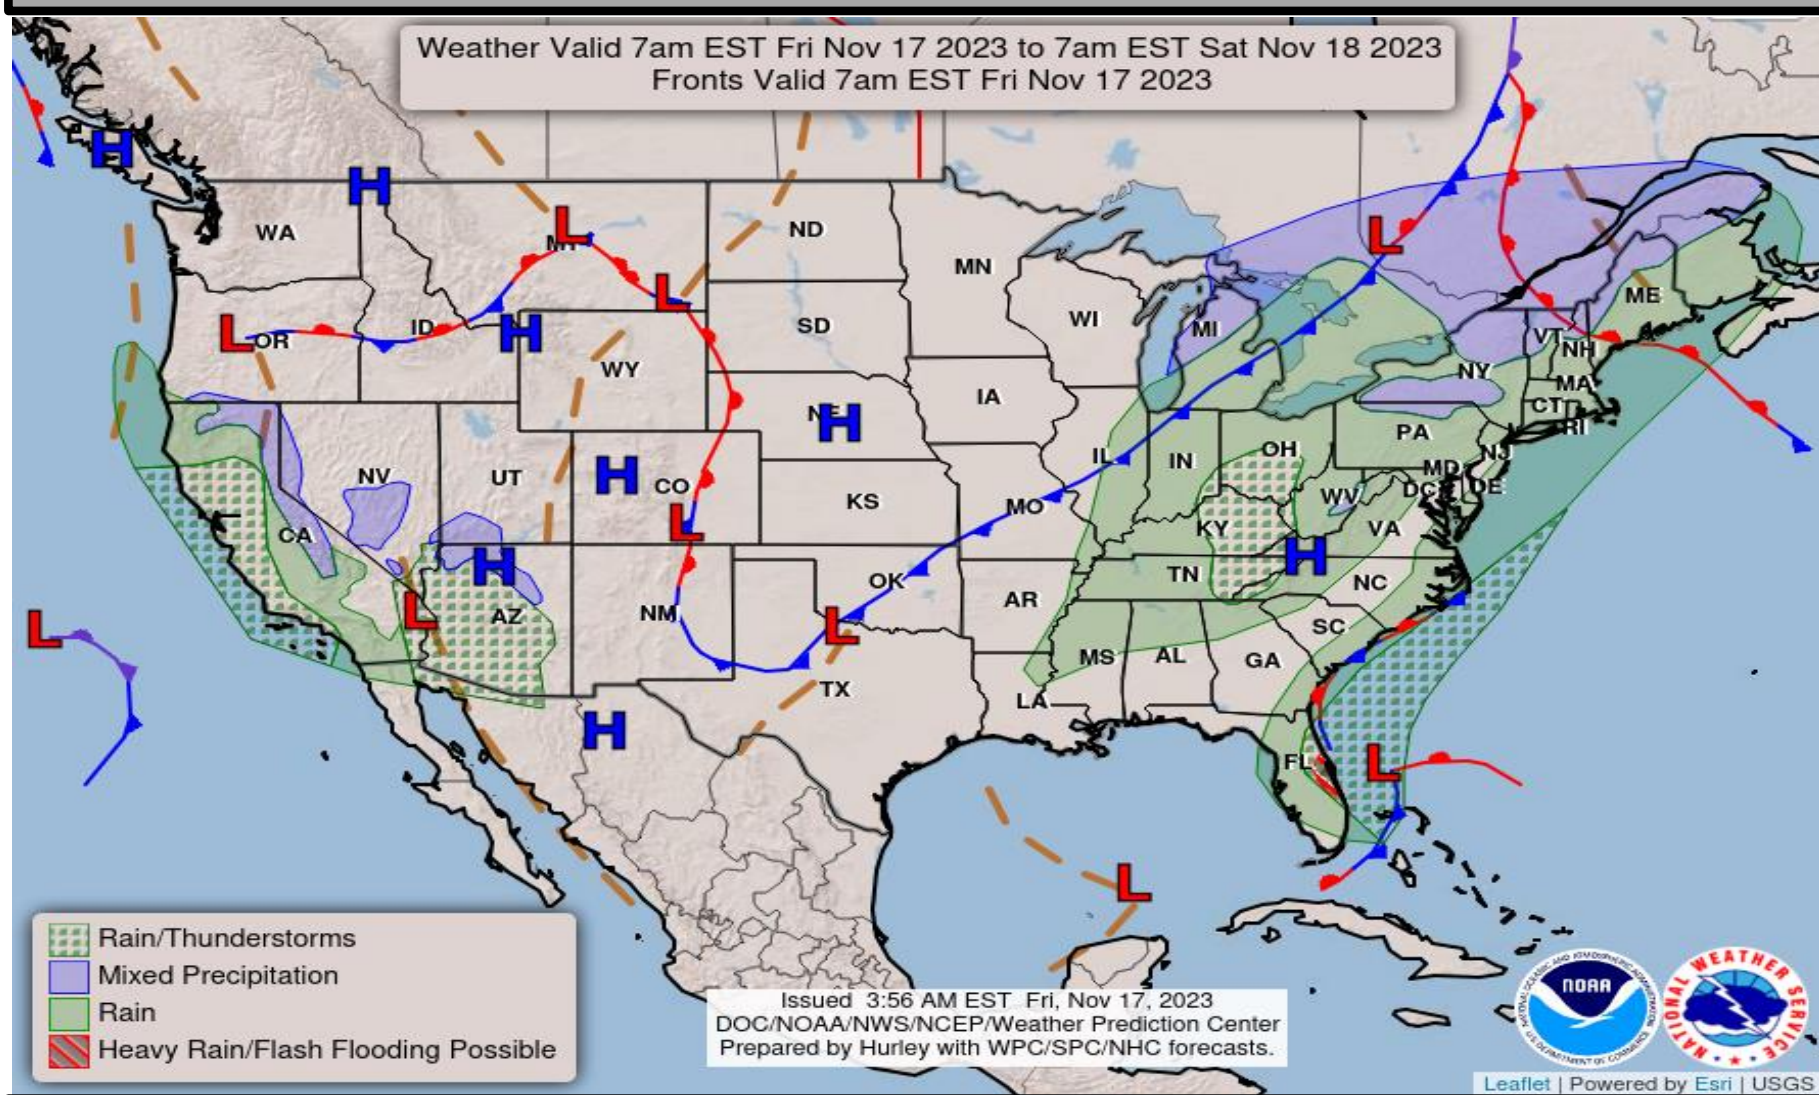 Weather Valid 7am EST Fri Nov 17 2023 to 7am EST Sat Nov 18 2023
Fronts Valid 7am EST Fri Nov 17 2023
H
H
WA
L
MT
ND
MN
L
L
ME
L
OR
ID
H
SD
WI
MI
VT
NH
WY
NY
MA
IA
CT
RI
NE
H
PA
NV
UT
H
CO
IL
IN
OH
NJ
MD
DE
DC
WV
KS
MO
KY
VA
CA
L
H
H
OK
TN
NC
AZ
NM
AR
L
L
L
SC
MS
AL
GA
TX
LA
H
FL
L
L
Rain/Thunderstorms
Mixed Precipitation
Rain
Heavy Rain/Flash Flooding Possible
Issued 3:56 AM EST Fri, Nov 17, 2023
DOC/NOAA/NWS/NCEP/Weather Prediction Center
Prepared by Hurley with WPC/SPC/NHC forecasts.
NOAA
NATIONAL WEATHER SERVICE
Leaflet | Powered by Esri | USGS